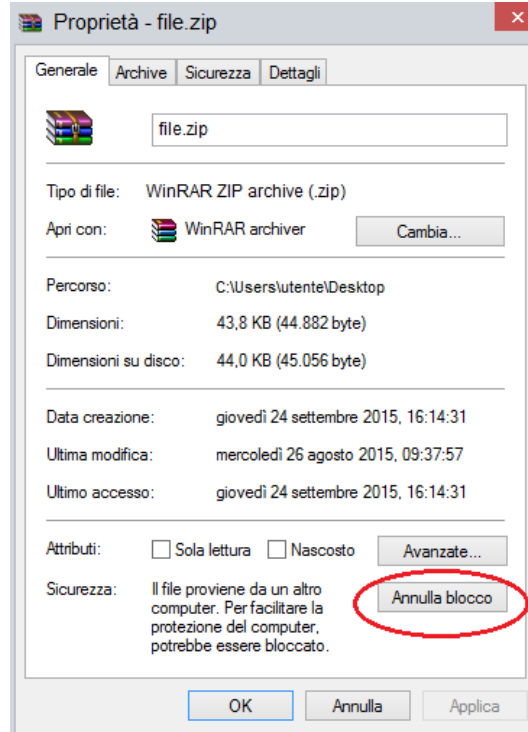 Proprietà - file.zip
Generale Archive Sicurezza Dettagli
file.zip
Tipo di file: WinRAR ZIP archive (.zip)
Apri con: WinRAR archiver Cambia...
Percorso: C:\Users\utente\Desktop
Dimensioni: 43,8 KB (44.882 byte)
Dimensioni su disco: 44,0 KB (45.056 byte)
Data creazione: giovedì 24 settembre 2015, 16:14:31
Ultima modifica: mercoledì 26 agosto 2015, 09:37:57
Ultimo accesso: giovedì 24 settembre 2015, 16:14:31
Attributi: Sola lettura Nascosto Avanzate...
Sicurezza: Il file proviene da un altro Annulla blocco
computer. Per facilitare la
protezione del computer,
potrebbe essere bloccato.
OK Annulla Applica